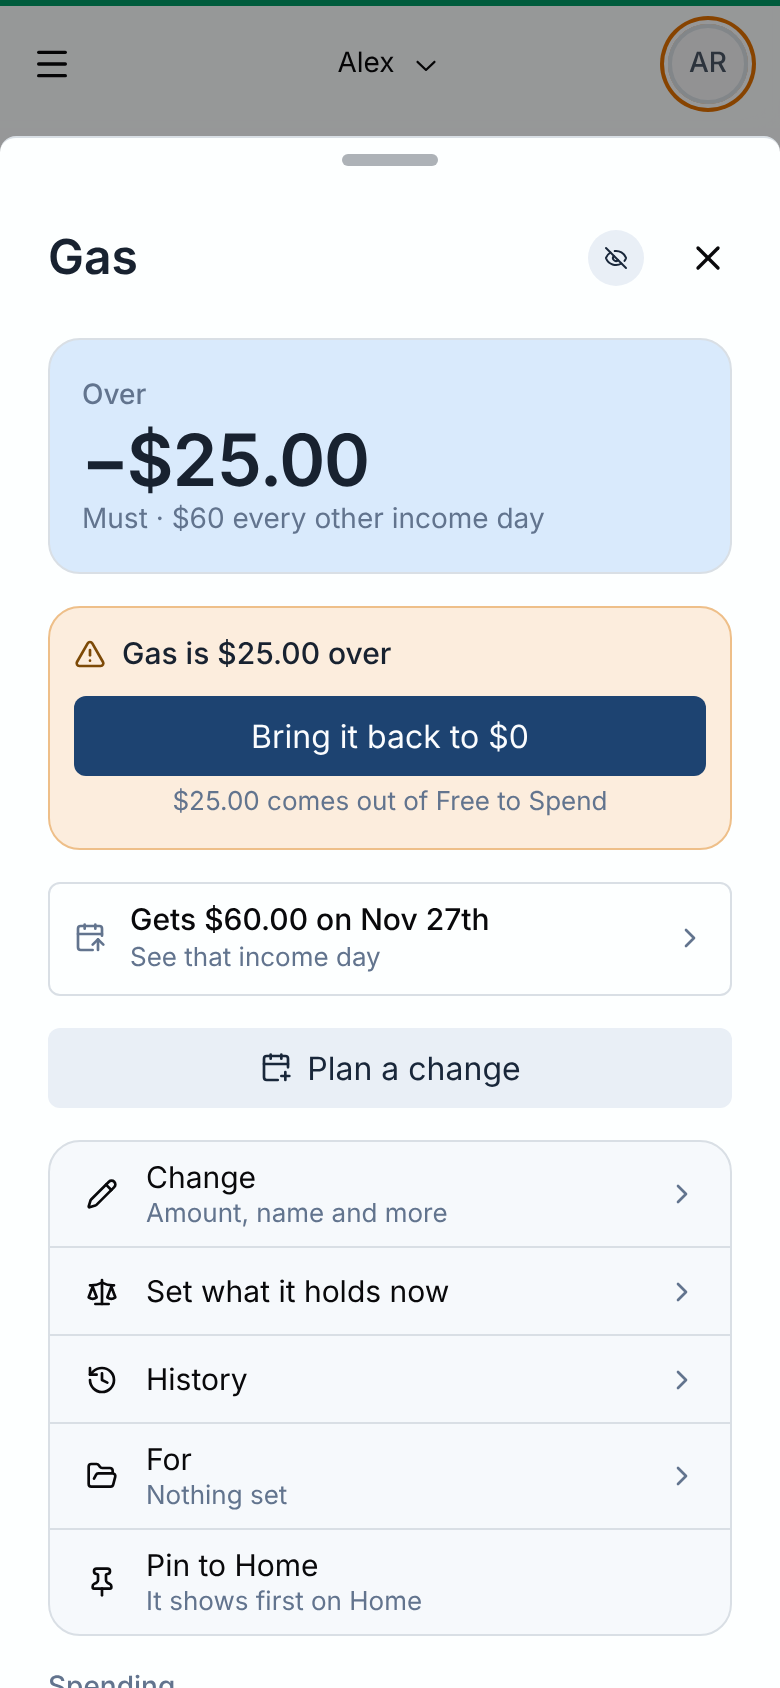 Alex
AR
Gas
Over
−$25.00
Must · $60 every other income day
Gas is $25.00 over
Bring it back to $0
$25.00 comes out of Free to Spend
Gets $60.00 on Nov 27th
See that income day
Plan a change
Change
Amount, name and more
Set what it holds now
History
For
Nothing set
Pin to Home
It shows first on Home
Spending